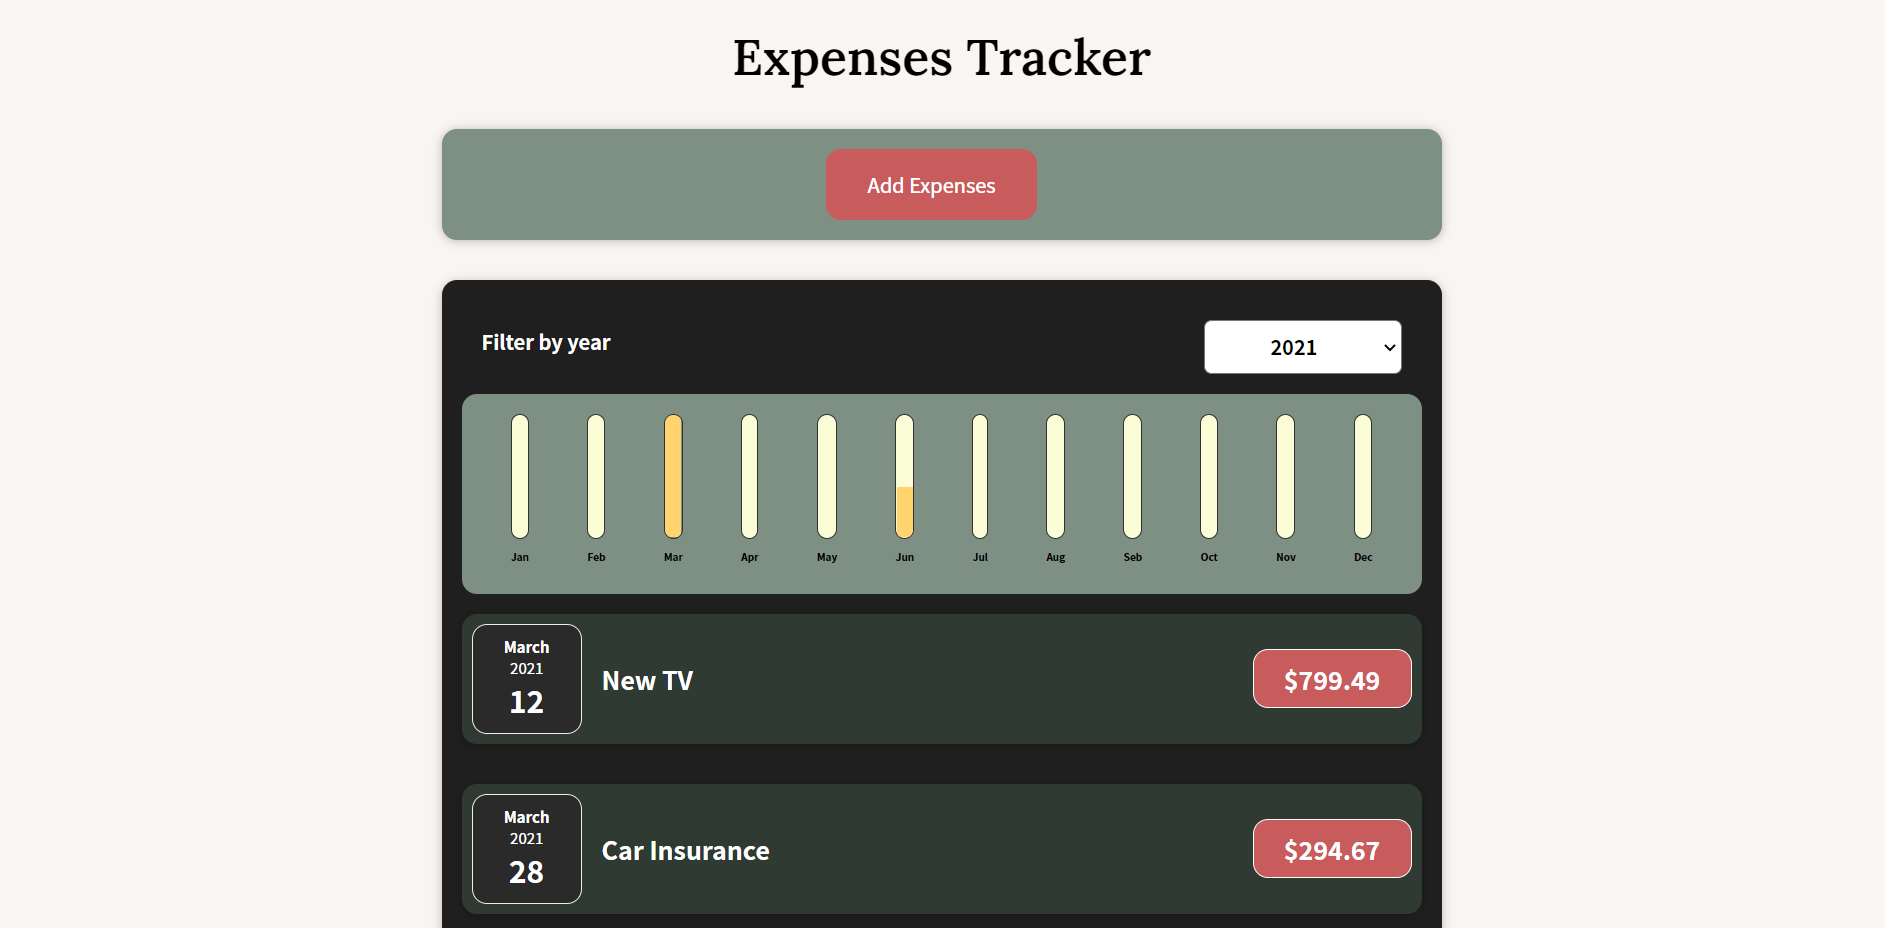 Expenses Tracker
Add Expenses
Filter by year
2021
Jan Feb Mar Apr May Jun Jul Aug Seb Oct Nov Dec
March
2021
12
New TV
$799.49
March
2021
28
Car Insurance
$294.67